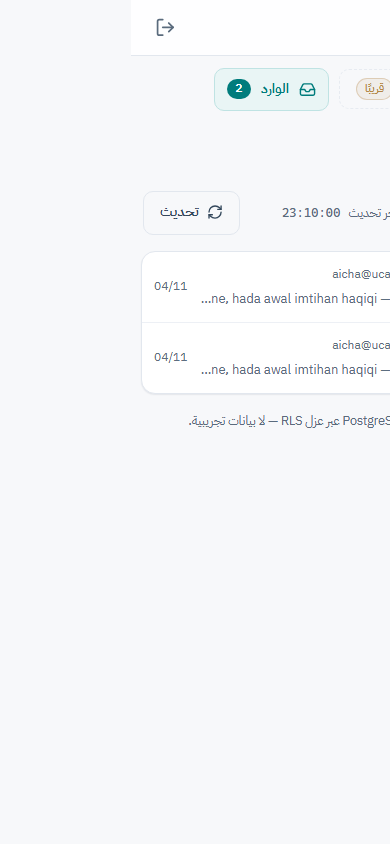 قريبًا
الوارد 2
تحديث
ر تحديث 23:10:00
aicha@uca
...ne, hada awal imtihan haqiqi —
04/11
aicha@uca
...ne, hada awal imtihan haqiqi —
04/11
PostgreS عبر عزل RLS — لا بيانات تجريبية.